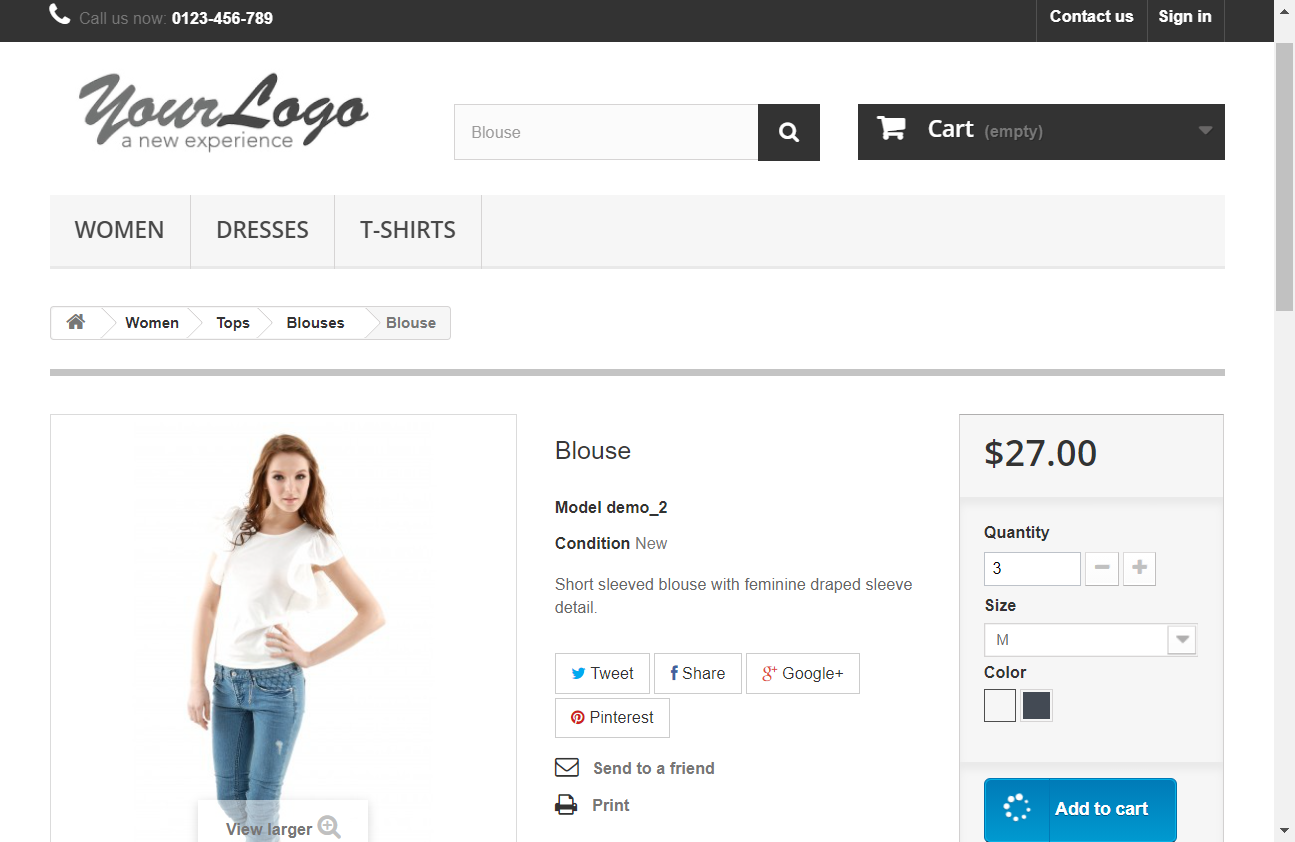 Call us now: 0123-456-789
Contact us
Sign in
YourLogo
a new experience
Blouse
Cart (empty)
WOMEN
DRESSES
T-SHIRTS
Women
Tops
Blouses
Blouse
Blouse
Model demo_2
Condition New
Short sleeved blouse with feminine draped sleeve
detail.
Tweet
Share
Google+
Pinterest
Send to a friend
Print
View larger
$27.00
Quantity
3
Size
M
Color
Add to cart